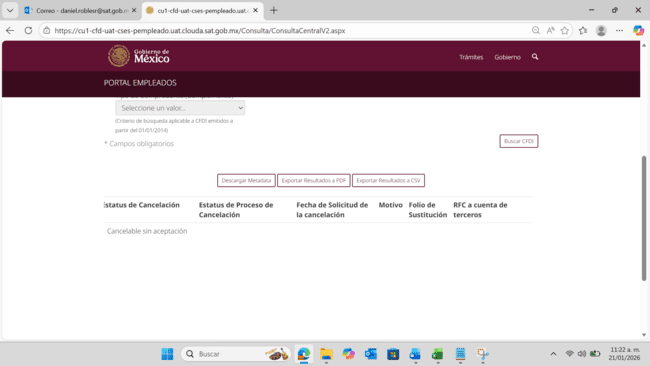 Correo - daniel.roblesr@sat.gob.m
cu1-cfd-uat-cses-pempleado.uat.
https://cu1-cfd-uat-cses-pempleado.uat.clouda.sat.gob.mx/Consulta/ConsultaCentralV2.aspx
Gobierno de
México
Trámites
Gobierno
PORTAL EMPLEADOS
Seleccione un valor...
(Criterio de búsqueda aplicable a CFDI emitidos a
partir del 01/01/2014)
* Campos obligatorios
Buscar CFDI
Descargar Metadata
Exportar Resultados a PDF
Exportar Resultados a CSV
Estatus de Cancelación
Estatus de Proceso de
Cancelación
Fecha de Solicitud de
la cancelación
Motivo
Folio de
Sustitución
RFC a cuenta de
terceros
Cancelable sin aceptación
Buscar
11:22 a. m.
21/01/2026